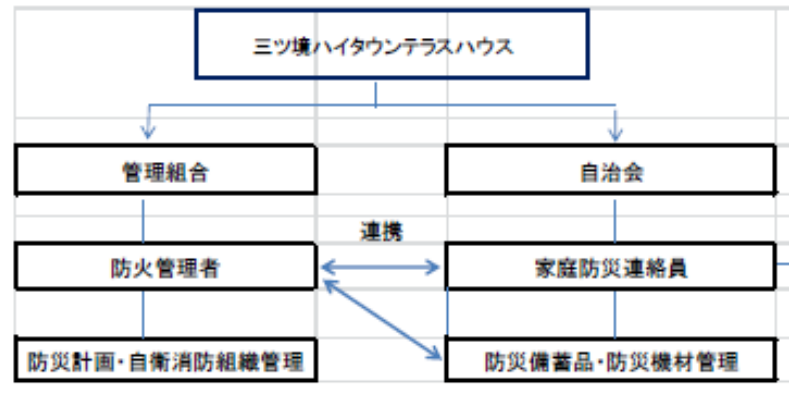 三ツ境ハイタウンテラスハウス
管理組合
自治会
連携
防火管理者
家庭防災連絡員
防災計画・自衛消防組織管理
防災備蓄品・防災機材管理